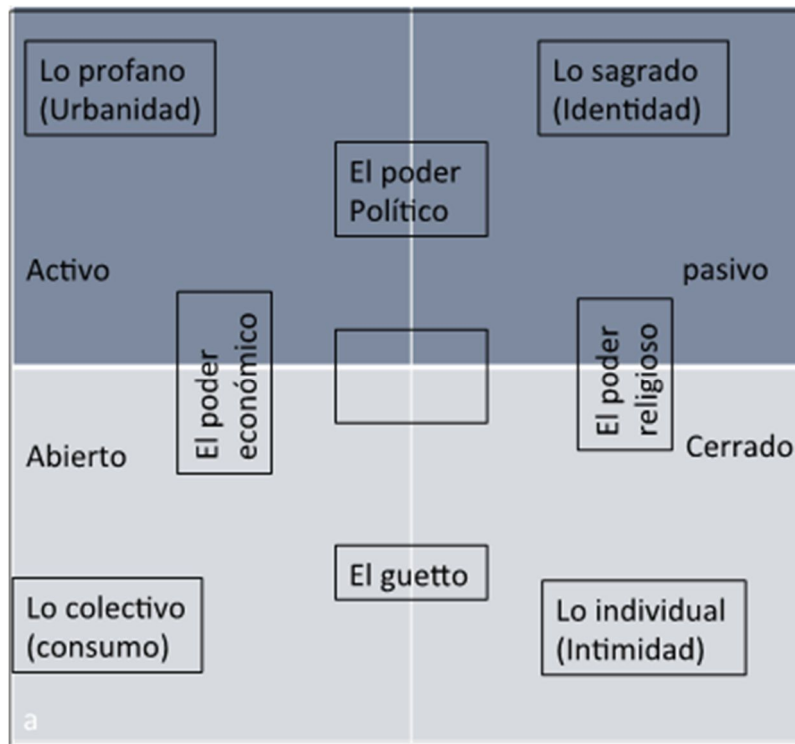 Lo profano
(Urbanidad)
Lo sagrado
(Identidad)
El poder
Político
Activo
pasivo
El poder
económico
El poder
religioso
Abierto
Cerrado
El guetto
Lo colectivo
(consumo)
Lo individual
(Intimidad)
a